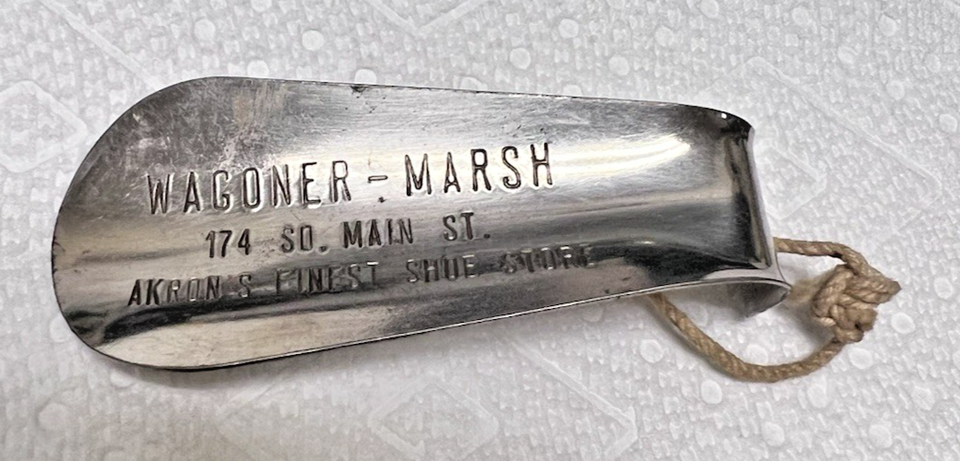 WAGONER - MARSH
174 SO. MAIN ST.
AKRON'S FINEST SHOE STORE